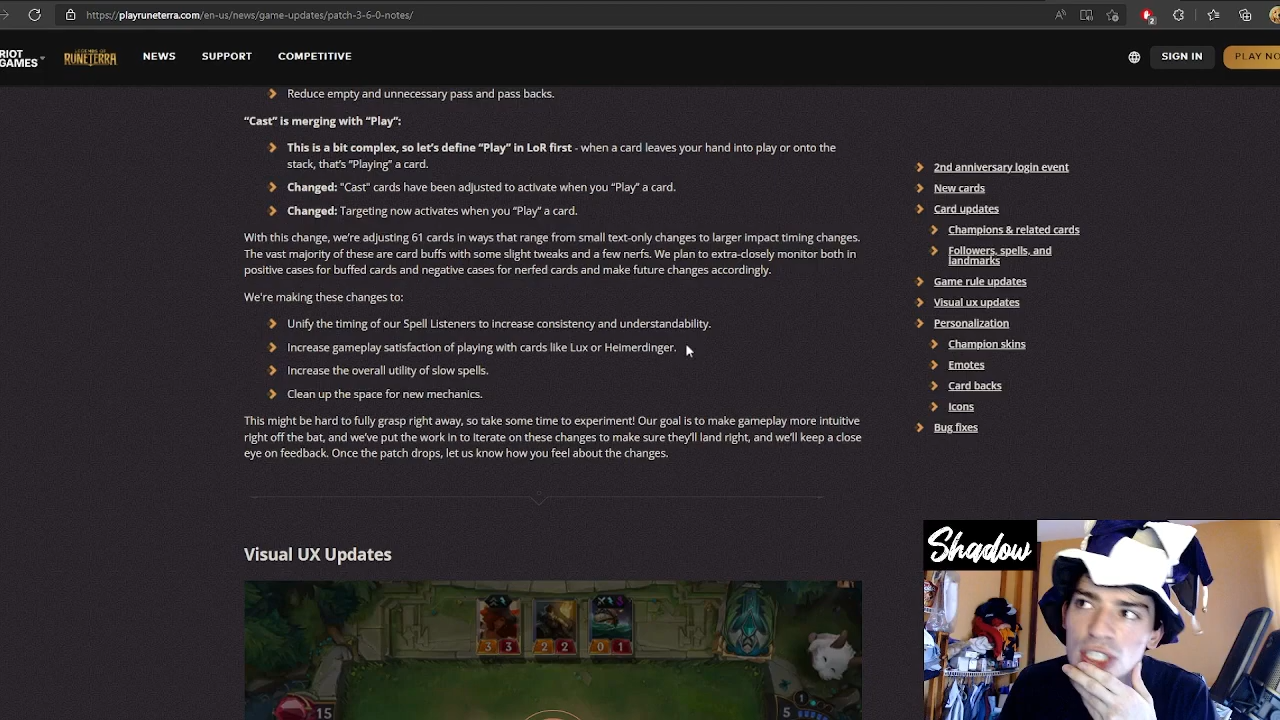 https://playruneterra.com/en-us/news/game-updates/patch-3-6-0-notes/
2
RIOT
GAMES
LEGENDS OF
RUNETERRA
NEWS
SUPPORT
COMPETITIVE
SIGN IN
PLAY NO
Reduce empty and unnecessary pass and pass backs.
“Cast” is merging with “Play”:
This is a bit complex, so let’s define “Play” in LoR first - when a card leaves your hand into play or onto the
stack, that’s “Playing” a card.
Changed: “Cast” cards have been adjusted to activate when you “Play” a card.
Changed: Targeting now activates when you “Play” a card.
With this change, we’re adjusting 61 cards in ways that range from small text-only changes to larger impact timing changes.
The vast majority of these are card buffs with some slight tweaks and a few nerfs. We plan to extra-closely monitor both in
positive cases for buffed cards and negative cases for nerfed cards and make future changes accordingly.
We're making these changes to:
Unify the timing of our Spell Listeners to increase consistency and understandability.
Increase gameplay satisfaction of playing with cards like Lux or Heimerdinger.
Increase the overall utility of slow spells.
Clean up the space for new mechanics.
This might be hard to fully grasp right away, so take some time to experiment! Our goal is to make gameplay more intuitive
right off the bat, and we’ve put the work in to iterate on these changes to make sure they’ll land right, and we’ll keep a close
eye on feedback. Once the patch drops, let us know how you feel about the changes.
Visual UX Updates
3 3
2 2
0 1
15
1
5
2nd anniversary login event
New cards
Card updates
Champions & related cards
Followers, spells, and
landmarks
Game rule updates
Visual ux updates
Personalization
Champion skins
Emotes
Card backs
Icons
Bug fixes
Shadow